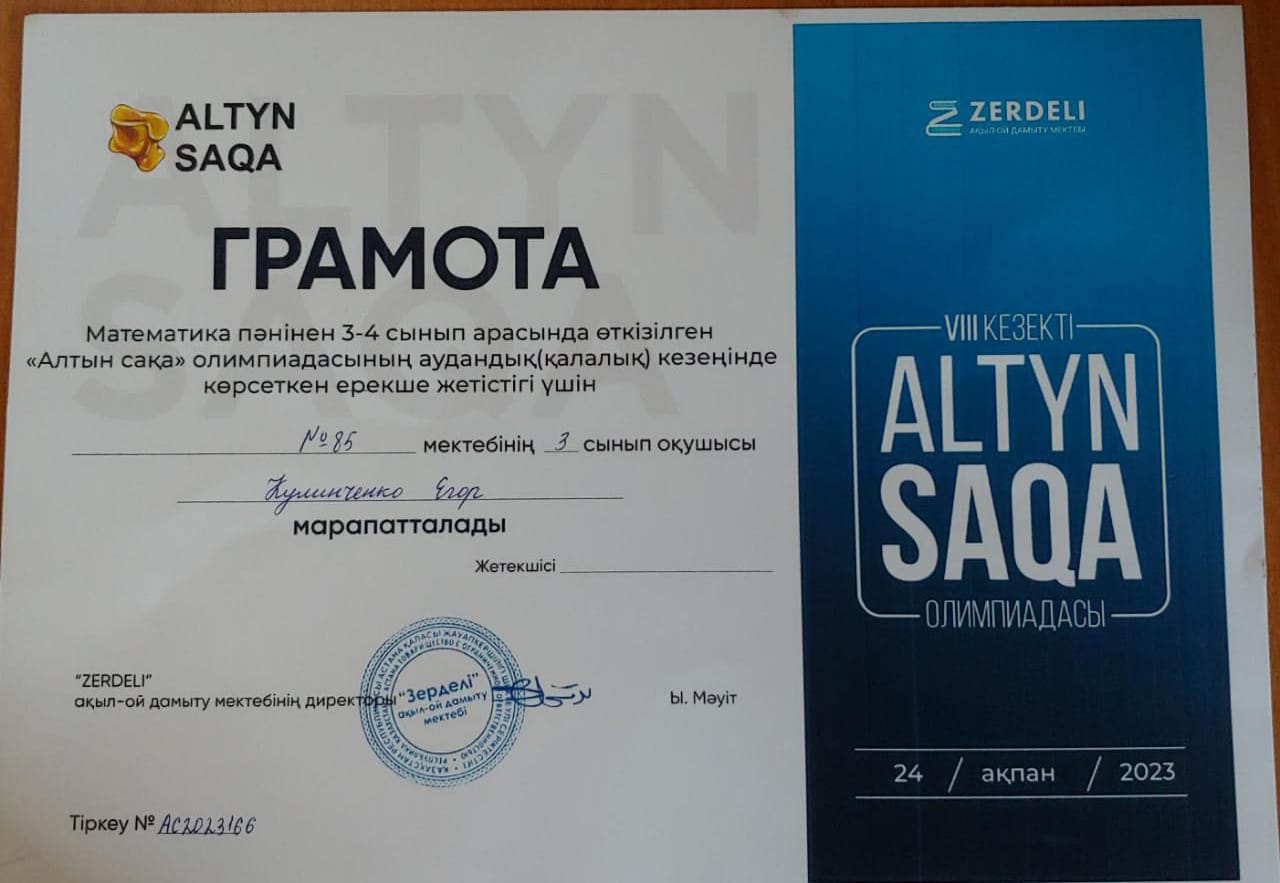 ALTYN
SAQA
ГРАМОТА
Математика пәнінен 3-4 сынып арасында өткізілген
«Алтын сақа» олимпиадасының аудандық(қалалық) кезеңінде
көрсеткен ерекше жетістігі үшін
№85 мектебінің 3 сынып оқушысы
Кулинченко Егор
марапатталады
Жетекшісі
"ZERDELI"
ақыл-ой дамыту мектебінің директоры
Ы. Мәуіт
"Зерделі"
ақыл-ой дамыту
мектебі
Тіркеу № АС2023166
ZERDELI
АҚЫЛ-ОЙ ДАМЫТУ МЕКТЕБІ
VIII КЕЗЕКТІ
ALTYN
SAQA
ОЛИМПИАДАСЫ
24 / ақпан / 2023